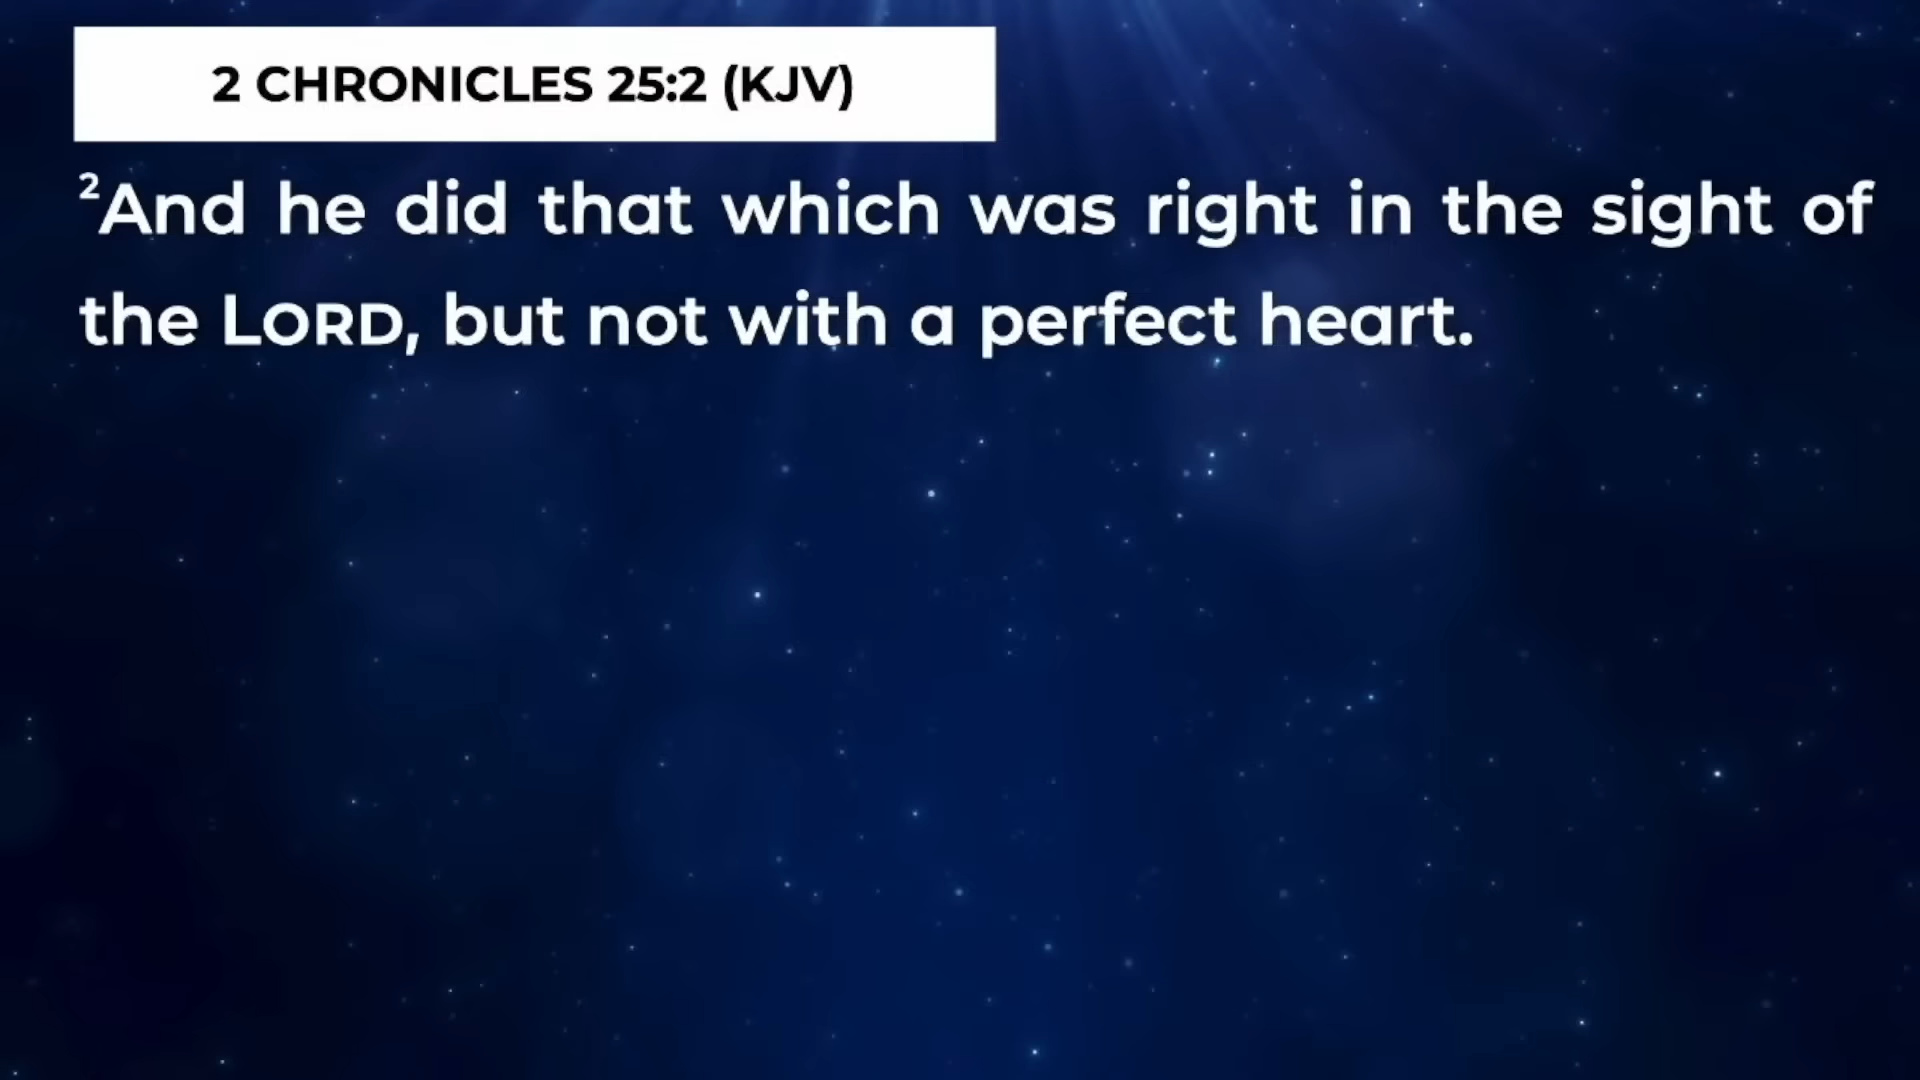 2 CHRONICLES 25:2 (KJV)
²And he did that which was right in the sight of
the LORD, but not with a perfect heart.